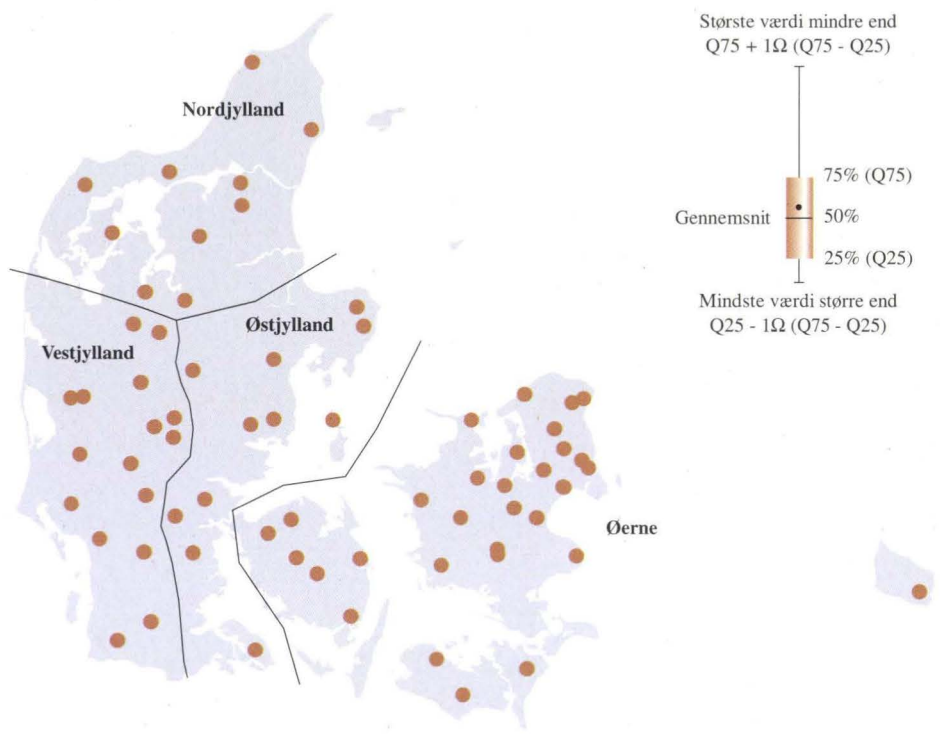 Største værdi mindre end
Q75 + 1Ω (Q75 - Q25)
Nordjylland
75% (Q75)
Gennemsnit
50%
25% (Q25)
Mindste værdi større end
Q25 - 1Ω (Q75 - Q25)
Østjylland
Vestjylland
Øerne